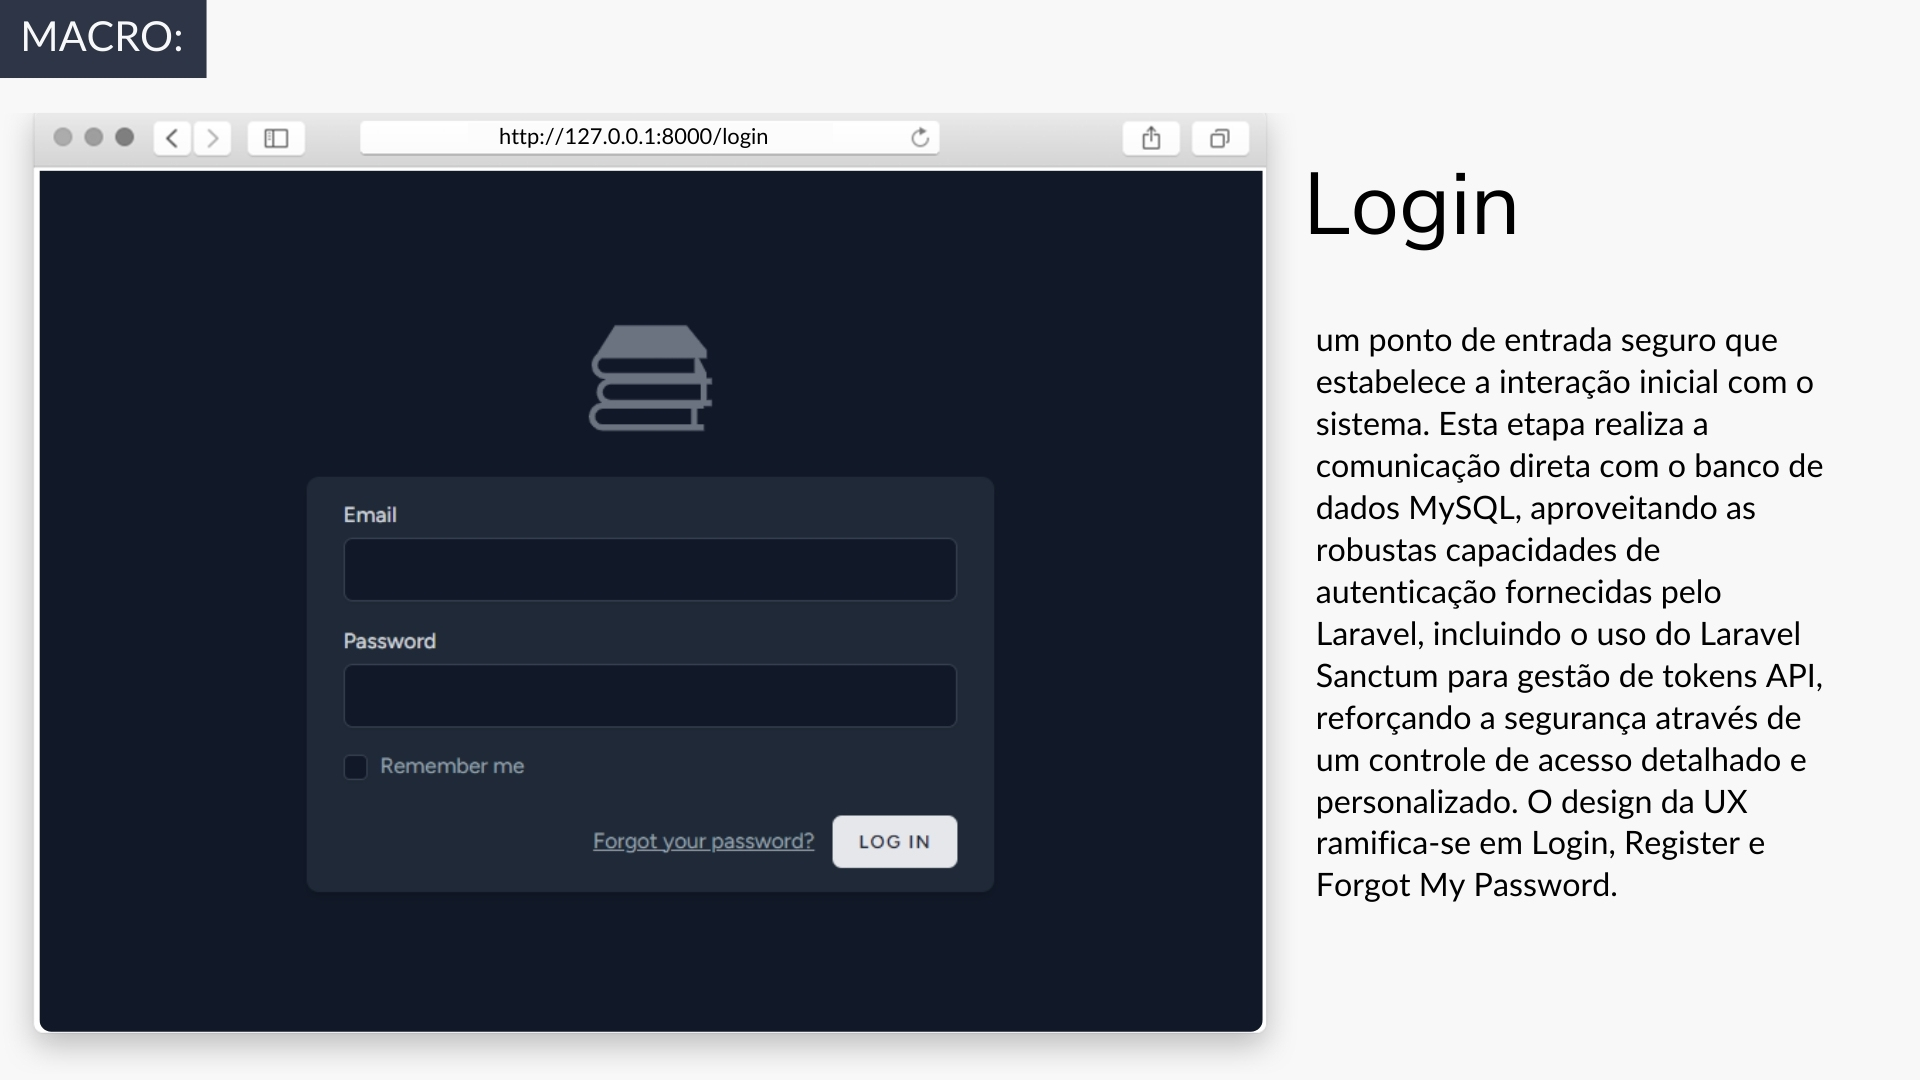 MACRO:
http://127.0.0.1:8000/login
Email
Password
Remember me
Forgot your password?
LOG IN
Login
um ponto de entrada seguro que
estabelece a interação inicial com o
sistema. Esta etapa realiza a
comunicação direta com o banco de
dados MySQL, aproveitando as
robustas capacidades de
autenticação fornecidas pelo
Laravel, incluindo o uso do Laravel
Sanctum para gestão de tokens API,
reforçando a segurança através de
um controle de acesso detalhado e
personalizado. O design da UX
ramifica-se em Login, Register e
Forgot My Password.